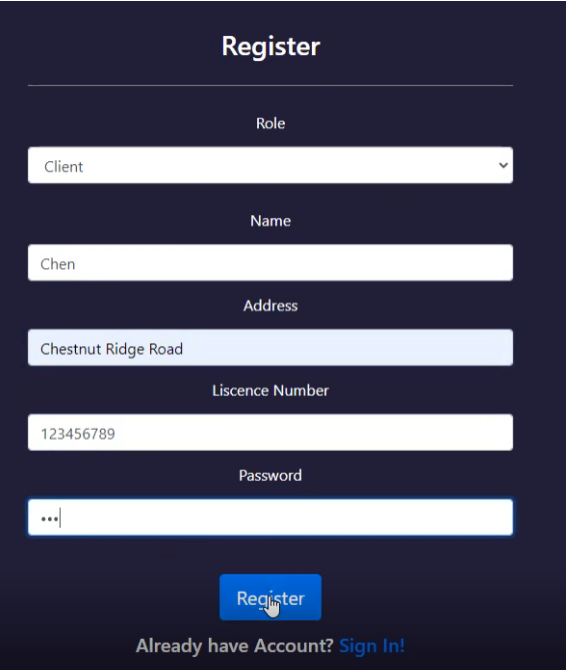 Register
Role
Client
Name
Chen
Address
Chestnut Ridge Road
Liscence Number
123456789
Password
•••
Register
Already have Account? Sign In!